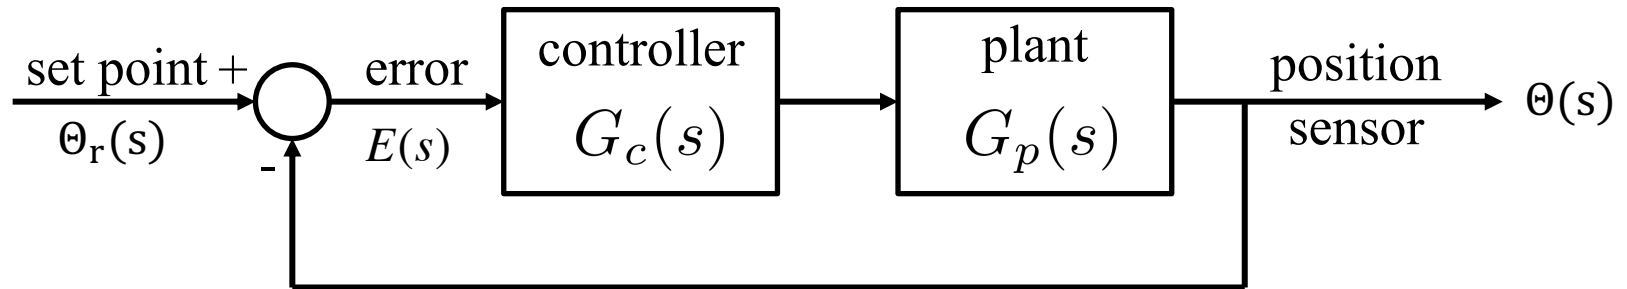 set point +
Θr(s)
-
error
E(s)
controller
Gc(s)
plant
Gp(s)
position
sensor
Θ(s)